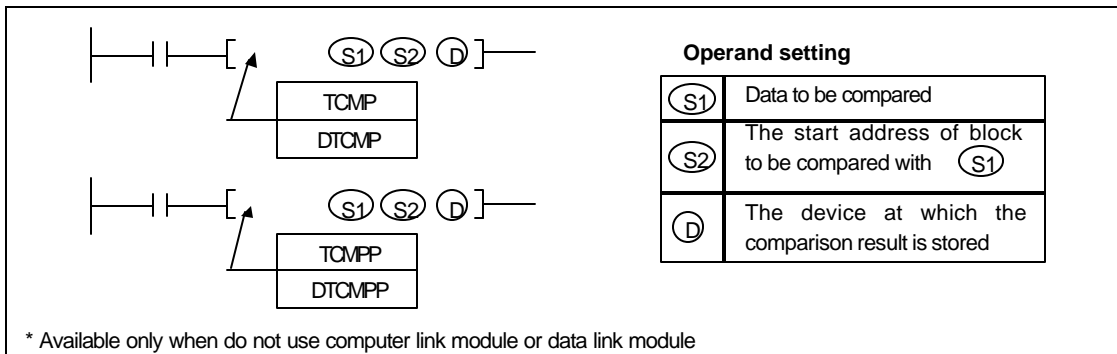 S1 S2 D
TCMP
DTCMP
S1 S2 D
TCMPP
DTCMPP
Operand setting
S1 Data to be compared
S2 The start address of block
to be compared with S1
D The device at which the
comparison result is stored
* Available only when do not use computer link module or data link module